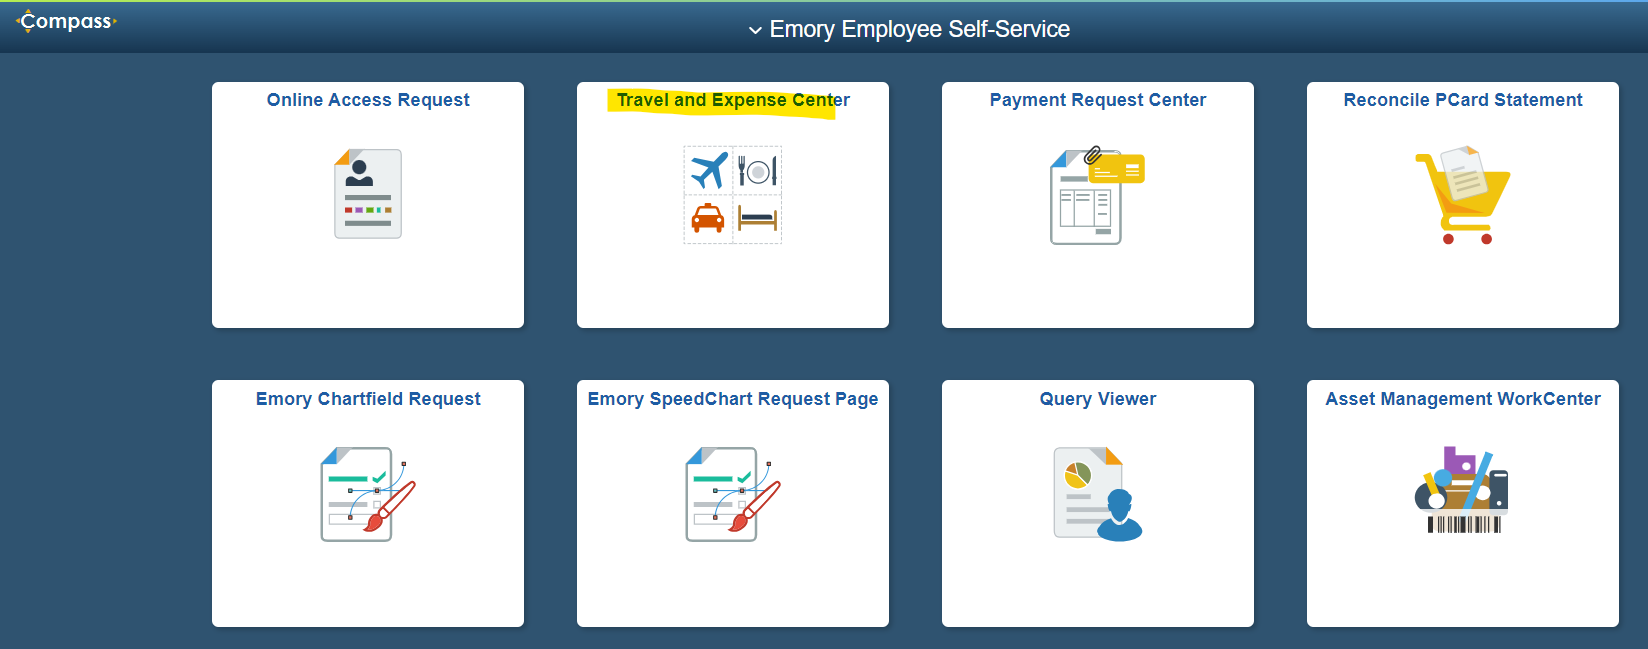 Compass
Emory Employee Self-Service
Online Access Request
Travel and Expense Center
Payment Request Center
Reconcile PCard Statement
Emory Chartfield Request
Emory SpeedChart Request Page
Query Viewer
Asset Management WorkCenter